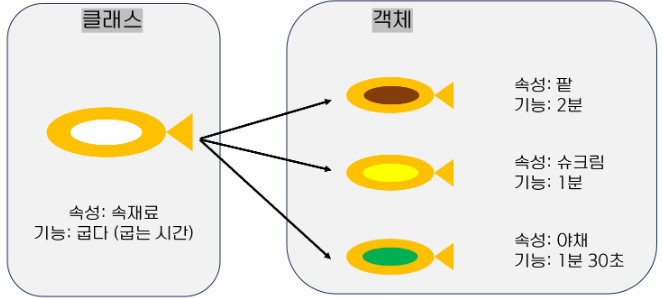 클래스
속성: 속재료
기능: 굽다 (굽는 시간)
객체
속성: 팥
기능: 2분
속성: 슈크림
기능: 1분
속성: 야채
기능: 1분 30초